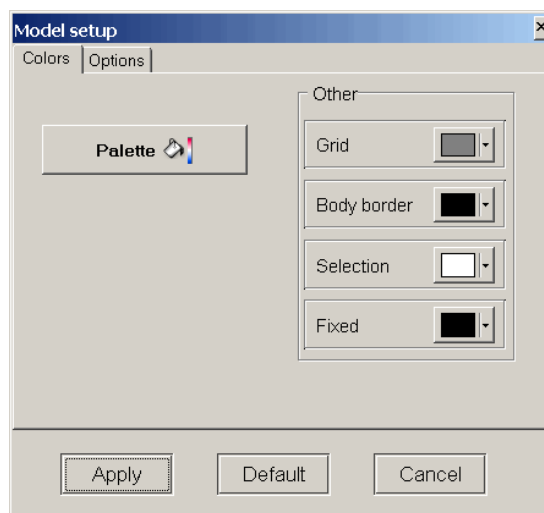 Model setup
Colors
Options
Palette
Other
Grid
Body border
Selection
Fixed
Apply
Default
Cancel